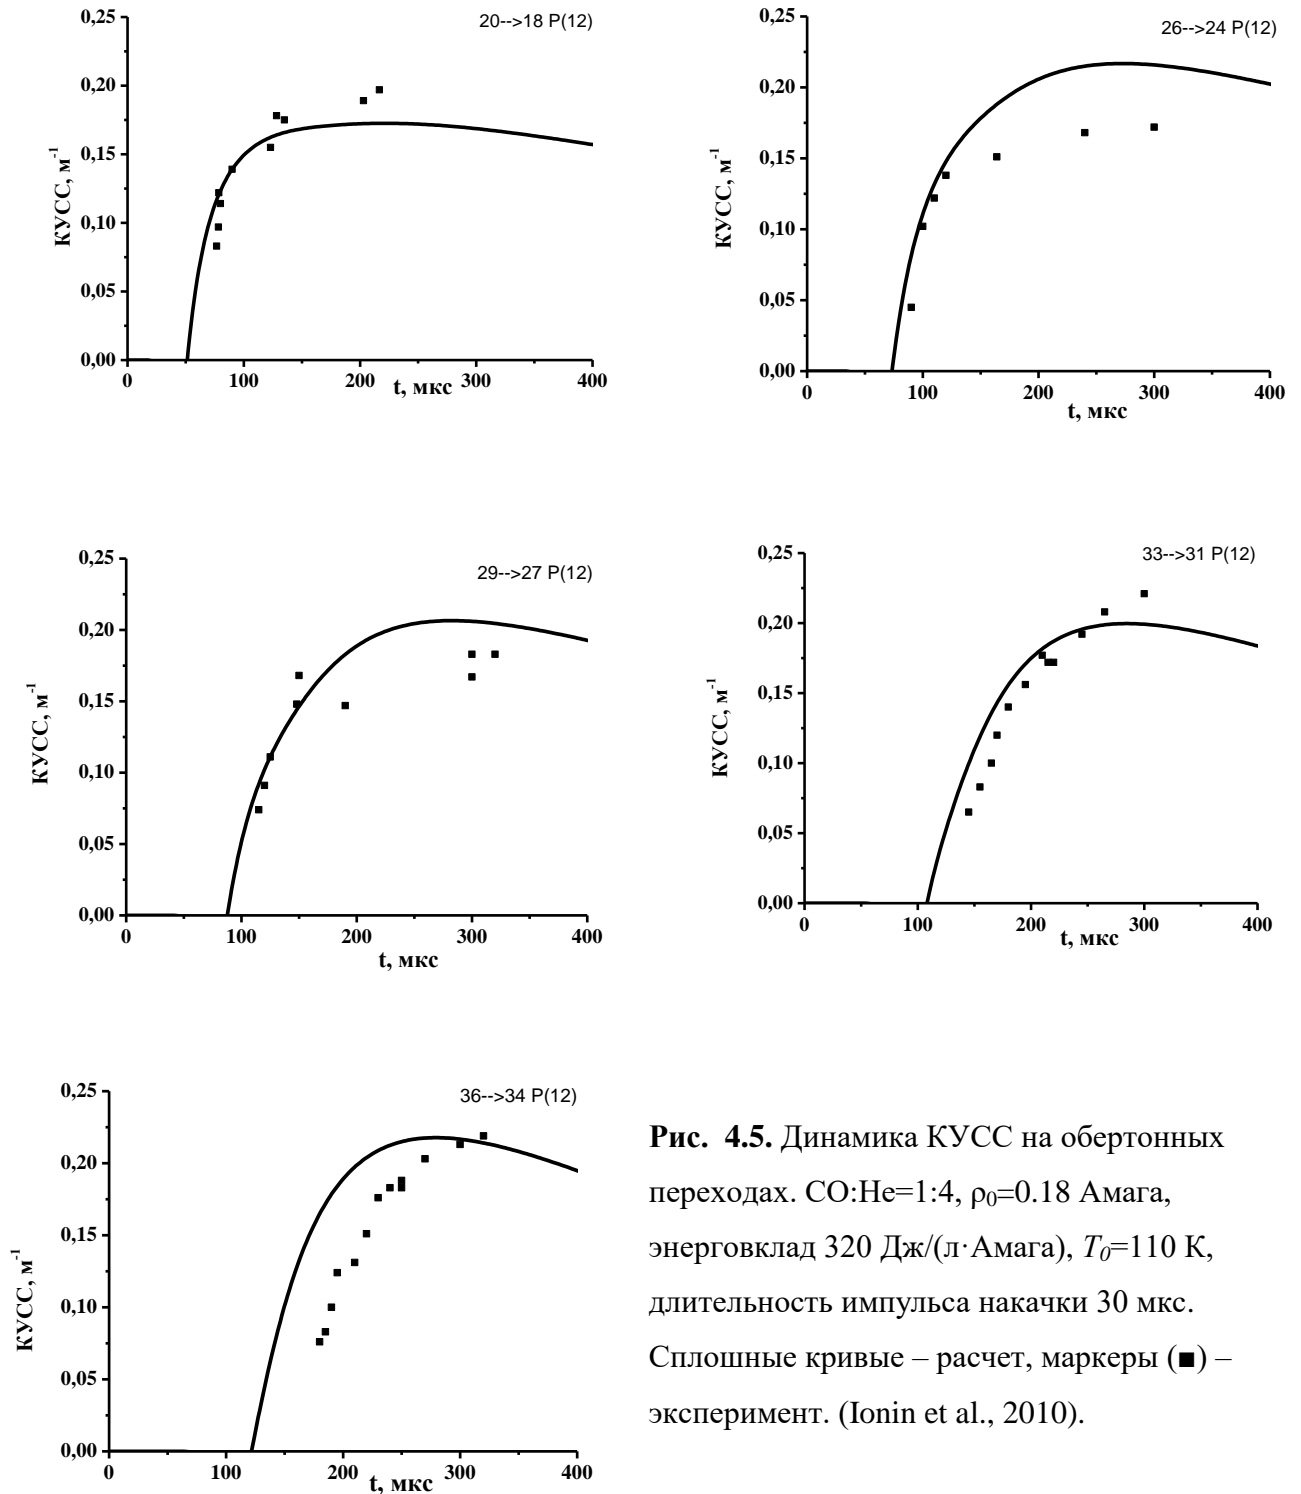 0,25
20-->18 P(12)
0,20
0,15
0,10
0,05
0,00
КУСС, м-1
0
100
200
300
400
t, мкс
0,25
26-->24 P(12)
0,20
0,15
0,10
0,05
0,00
КУСС, м-1
0
100
200
300
400
t, мкс
0,25
29-->27 P(12)
0,20
0,15
0,10
0,05
0,00
КУСС, м-1
0
100
200
300
400
t, мкс
0,25
33-->31 P(12)
0,20
0,15
0,10
0,05
0,00
КУСС, м-1
0
100
200
300
400
t, мкс
0,25
36-->34 P(12)
0,20
0,15
0,10
0,05
0,00
КУСС, м-1
0
100
200
300
400
t, мкс
Рис. 4.5. Динамика КУСС на обертонных
переходах. CO:He=1:4, ρ0=0.18 Амага,
энерговклад 320 Дж/(л·Амага), T0=110 К,
длительность импульса накачки 30 мкс.
Сплошные кривые – расчет, маркеры (■) –
эксперимент. (Ionin et al., 2010).